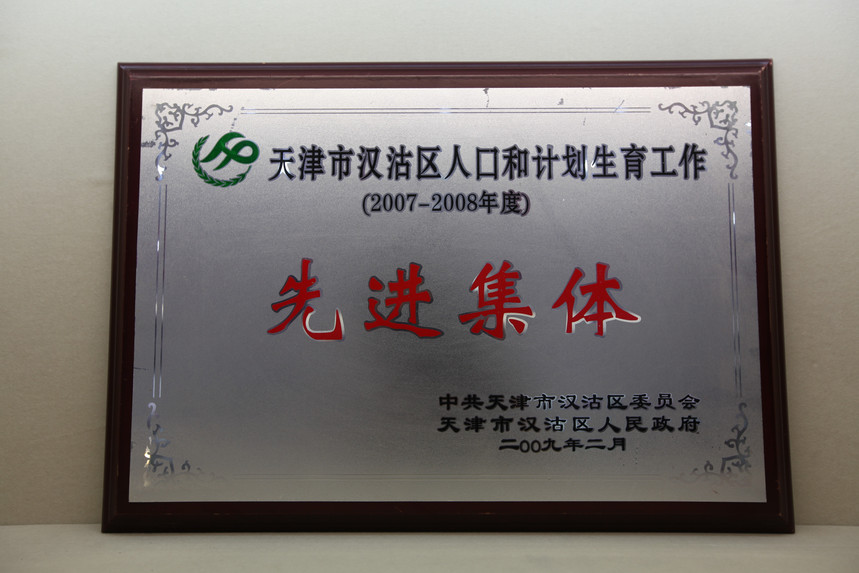 天津市汉沽区人口和计划生育工作
(2007-2008年度)
先进集体
中共天津市汉沽区委员会
天津市汉沽区人民政府
二00九年二月